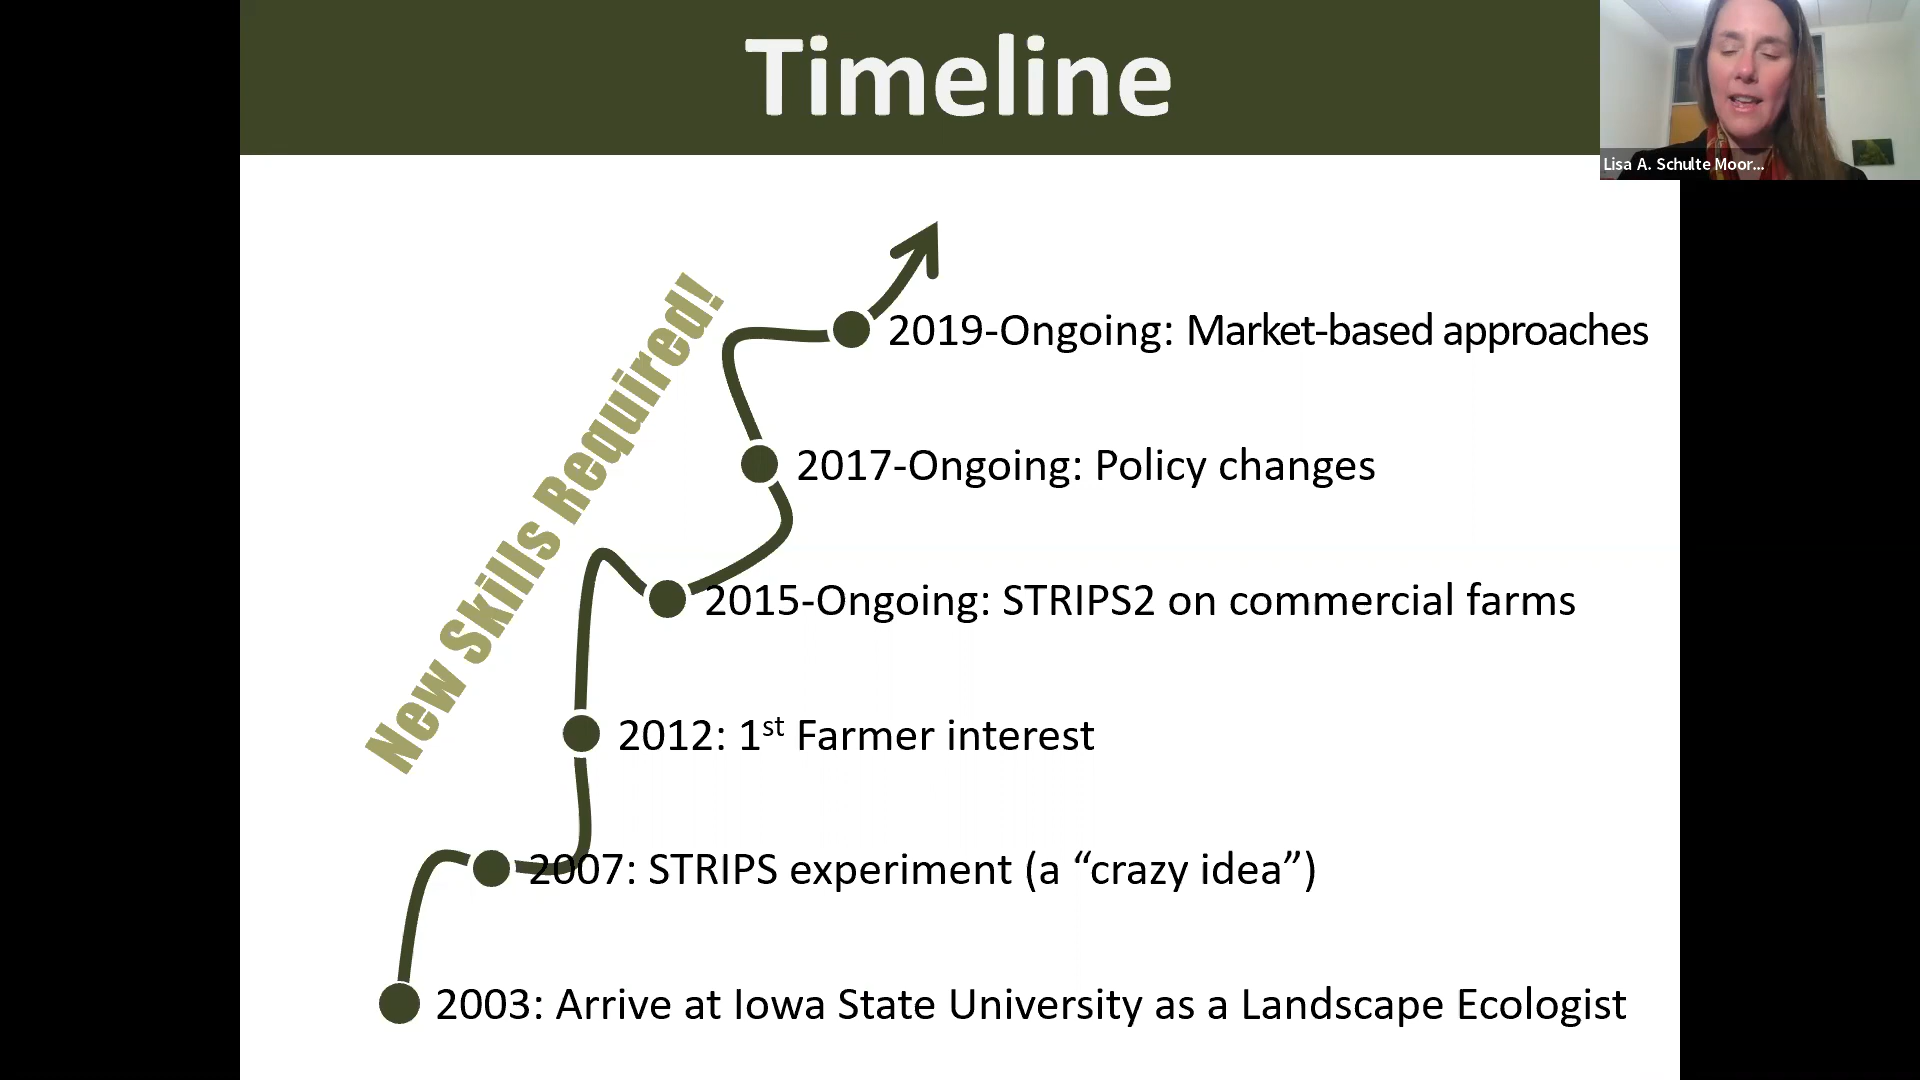 Timeline
Lisa A. Schulte Moor...
New Skills Required!
2019-Ongoing: Market-based approaches
2017-Ongoing: Policy changes
2015-Ongoing: STRIPS2 on commercial farms
2012: 1st Farmer interest
2007: STRIPS experiment (a “crazy idea”)
2003: Arrive at Iowa State University as a Landscape Ecologist